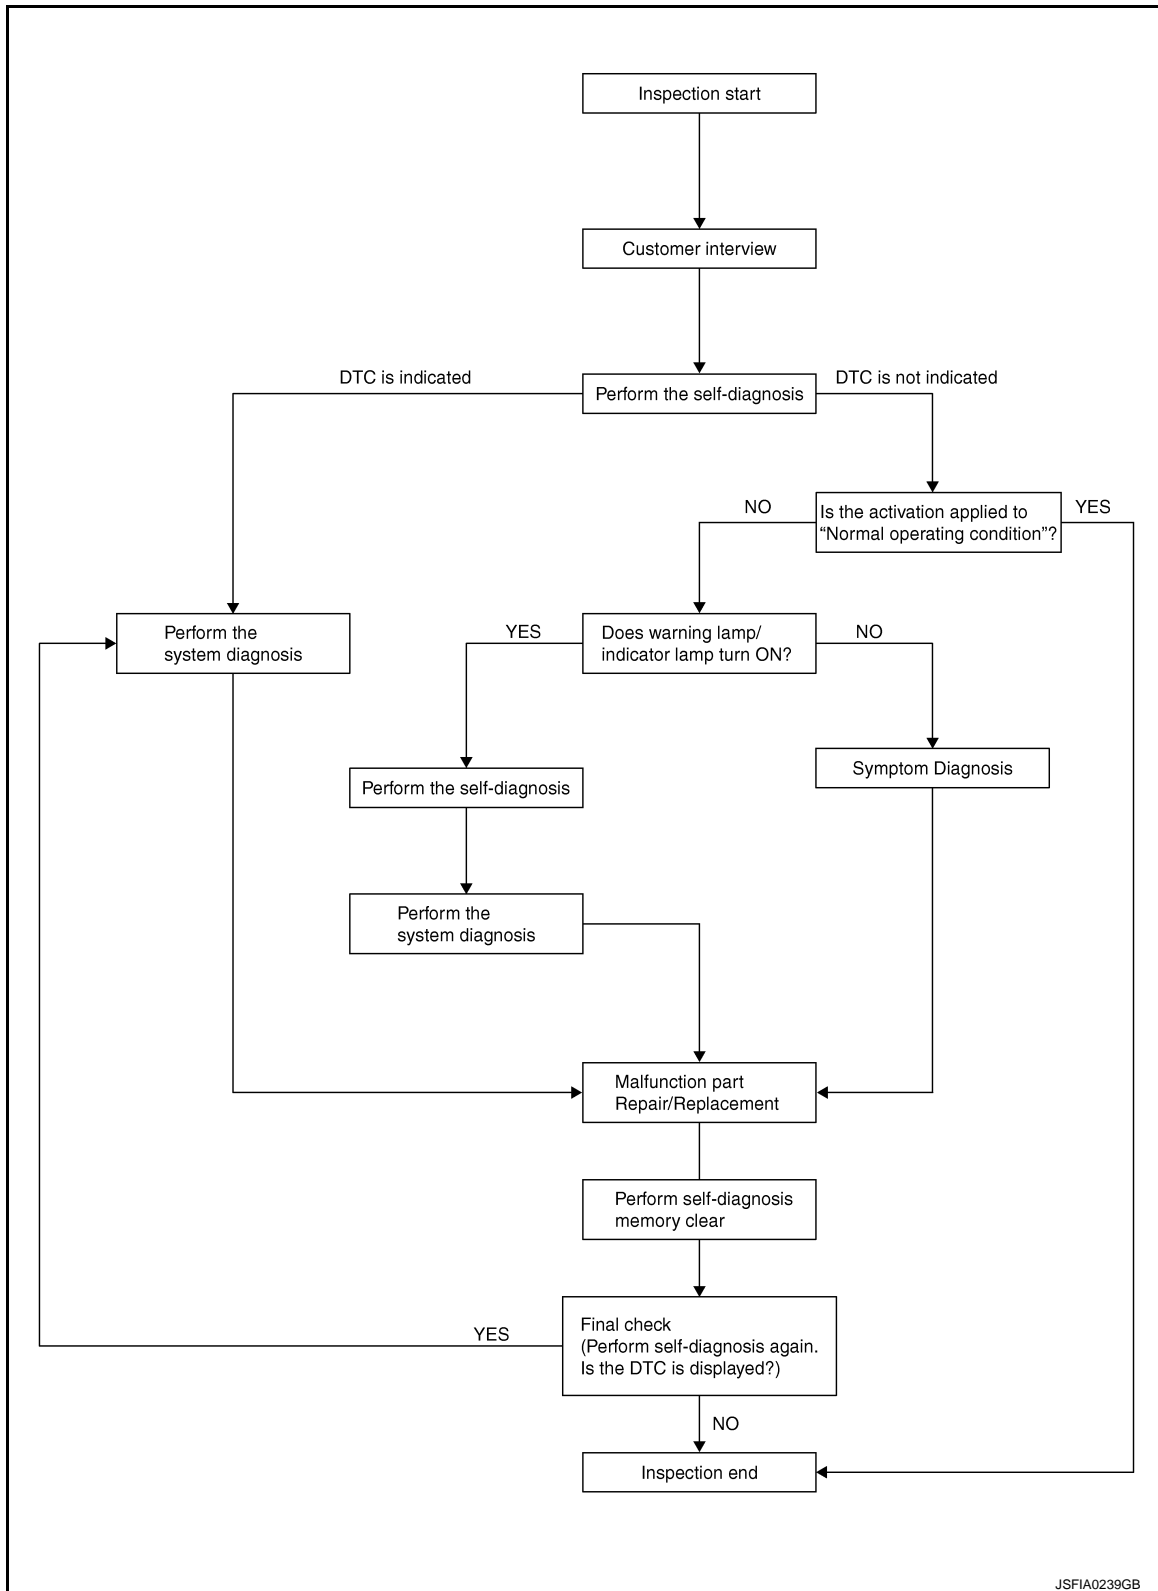 Inspection start
Customer interview
DTC is indicated
Perform the self-diagnosis
DTC is not indicated
NO
Is the activation applied to
“Normal operating condition”?
YES
Perform the
system diagnosis
YES
Does warning lamp/
indicator lamp turn ON?
NO
Perform the self-diagnosis
Symptom Diagnosis
Perform the
system diagnosis
Malfunction part
Repair/Replacement
Perform self-diagnosis
memory clear
YES
Final check
(Perform self-diagnosis again.
Is the DTC is displayed?)
NO
Inspection end
JSFIA0239GB